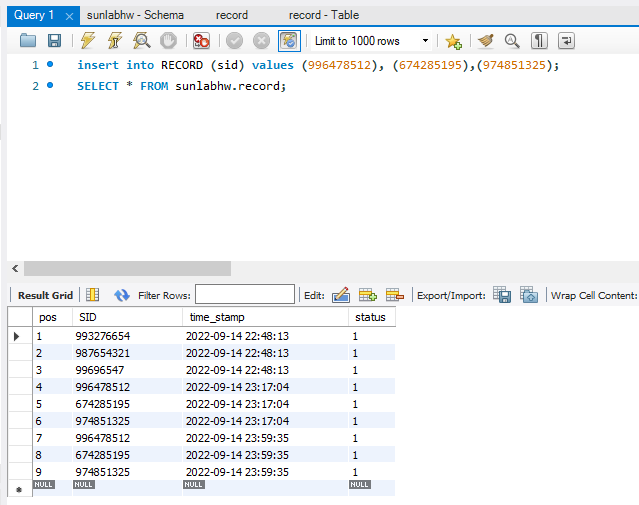 Query 1 sunlabhw - Schema record record - Table
Limit to 1000 rows
1 insert into RECORD (sid) values (996478512), (674285195),(974851325);
2 SELECT * FROM sunlabhw.record;
Result Grid Filter Rows: Edit: Export/Import: Wrap Cell Content:
pos SID time_stamp status
1 993276654 2022-09-14 22:48:13 1
2 987654321 2022-09-14 22:48:13 1
3 99696547 2022-09-14 22:48:13 1
4 996478512 2022-09-14 23:17:04 1
5 674285195 2022-09-14 23:17:04 1
6 974851325 2022-09-14 23:17:04 1
7 996478512 2022-09-14 23:59:35 1
8 674285195 2022-09-14 23:59:35 1
9 974851325 2022-09-14 23:59:35 1
NULL NULL NULL NULL